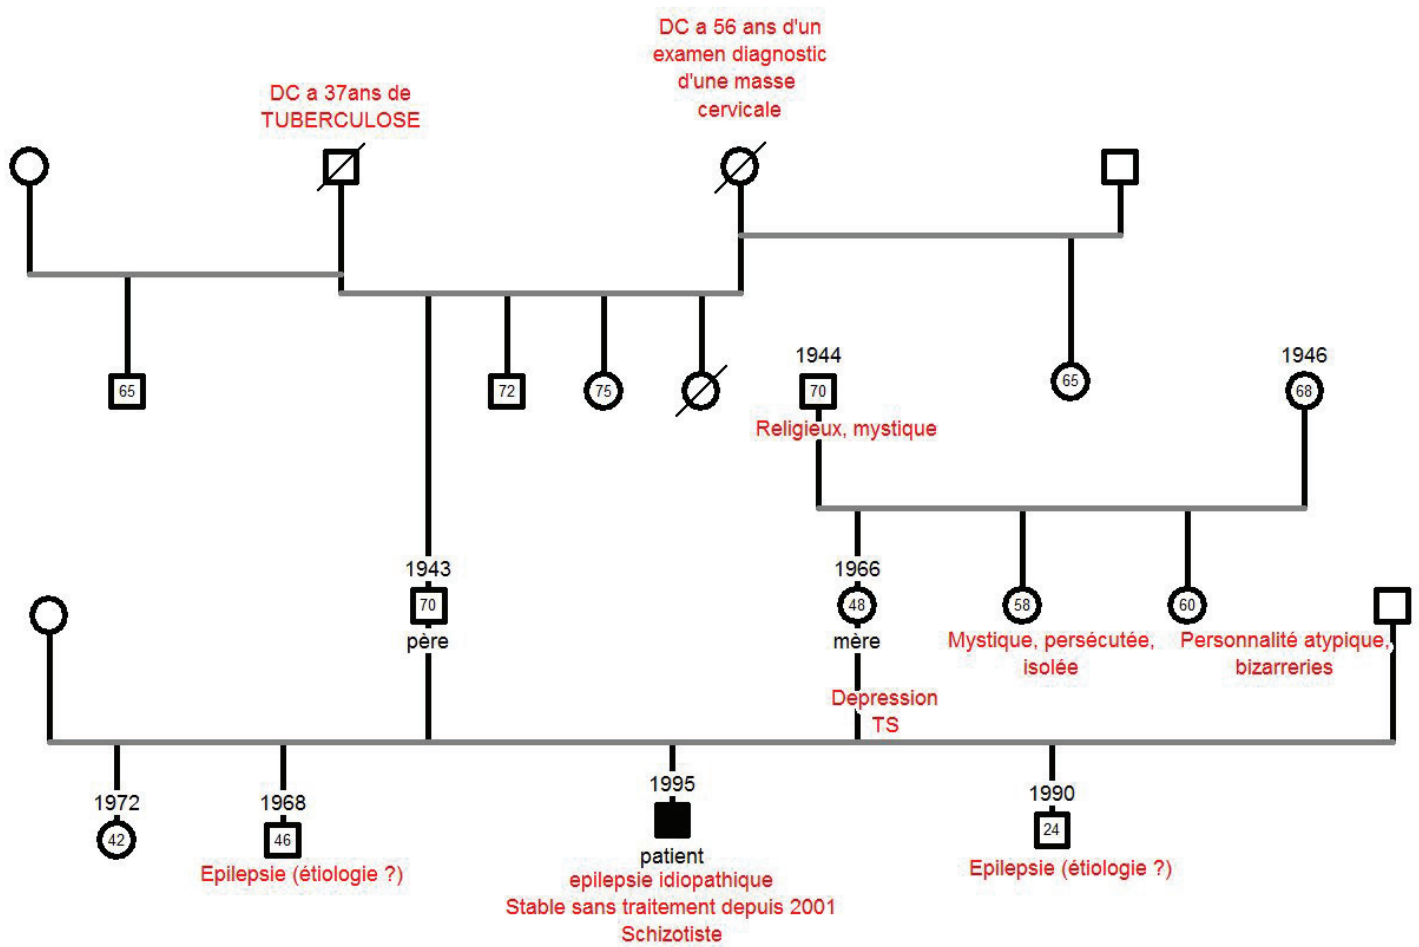 DC a 56 ans d'un
examen diagnostic
d'une masse
cervicale
DC a 37ans de
TUBERCULOSE
65
72
75
1944
70
Religieux, mystique
65
1946
68
1943
70
père
1966
48
mère
Depression
TS
58
Mystique, persécutée,
isolée
60
Personnalité atypique,
bizarreries
1972
42
1968
46
Epilepsie (étiologie ?)
1995
patient
epilepsie idiopathique
Stable sans traitement depuis 2001
Schizotiste
1990
24
Epilepsie (étiologie ?)